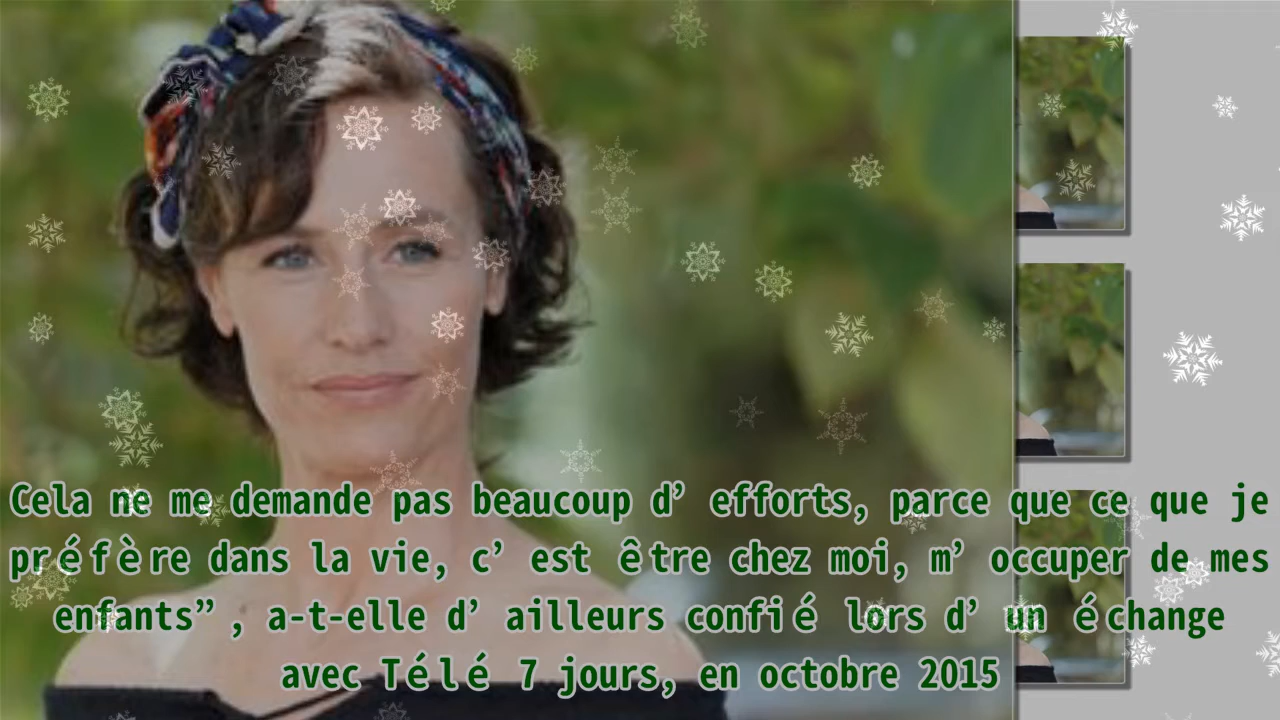 Cela ne me demande pas beaucoup d’ efforts, parce que ce que je
préfère dans la vie, c’ est être chez moi, m’ occuper de mes
enfants” , a-t-elle d’ ailleurs confié lors d’ un échange
avec Télé 7 jours, en octobre 2015